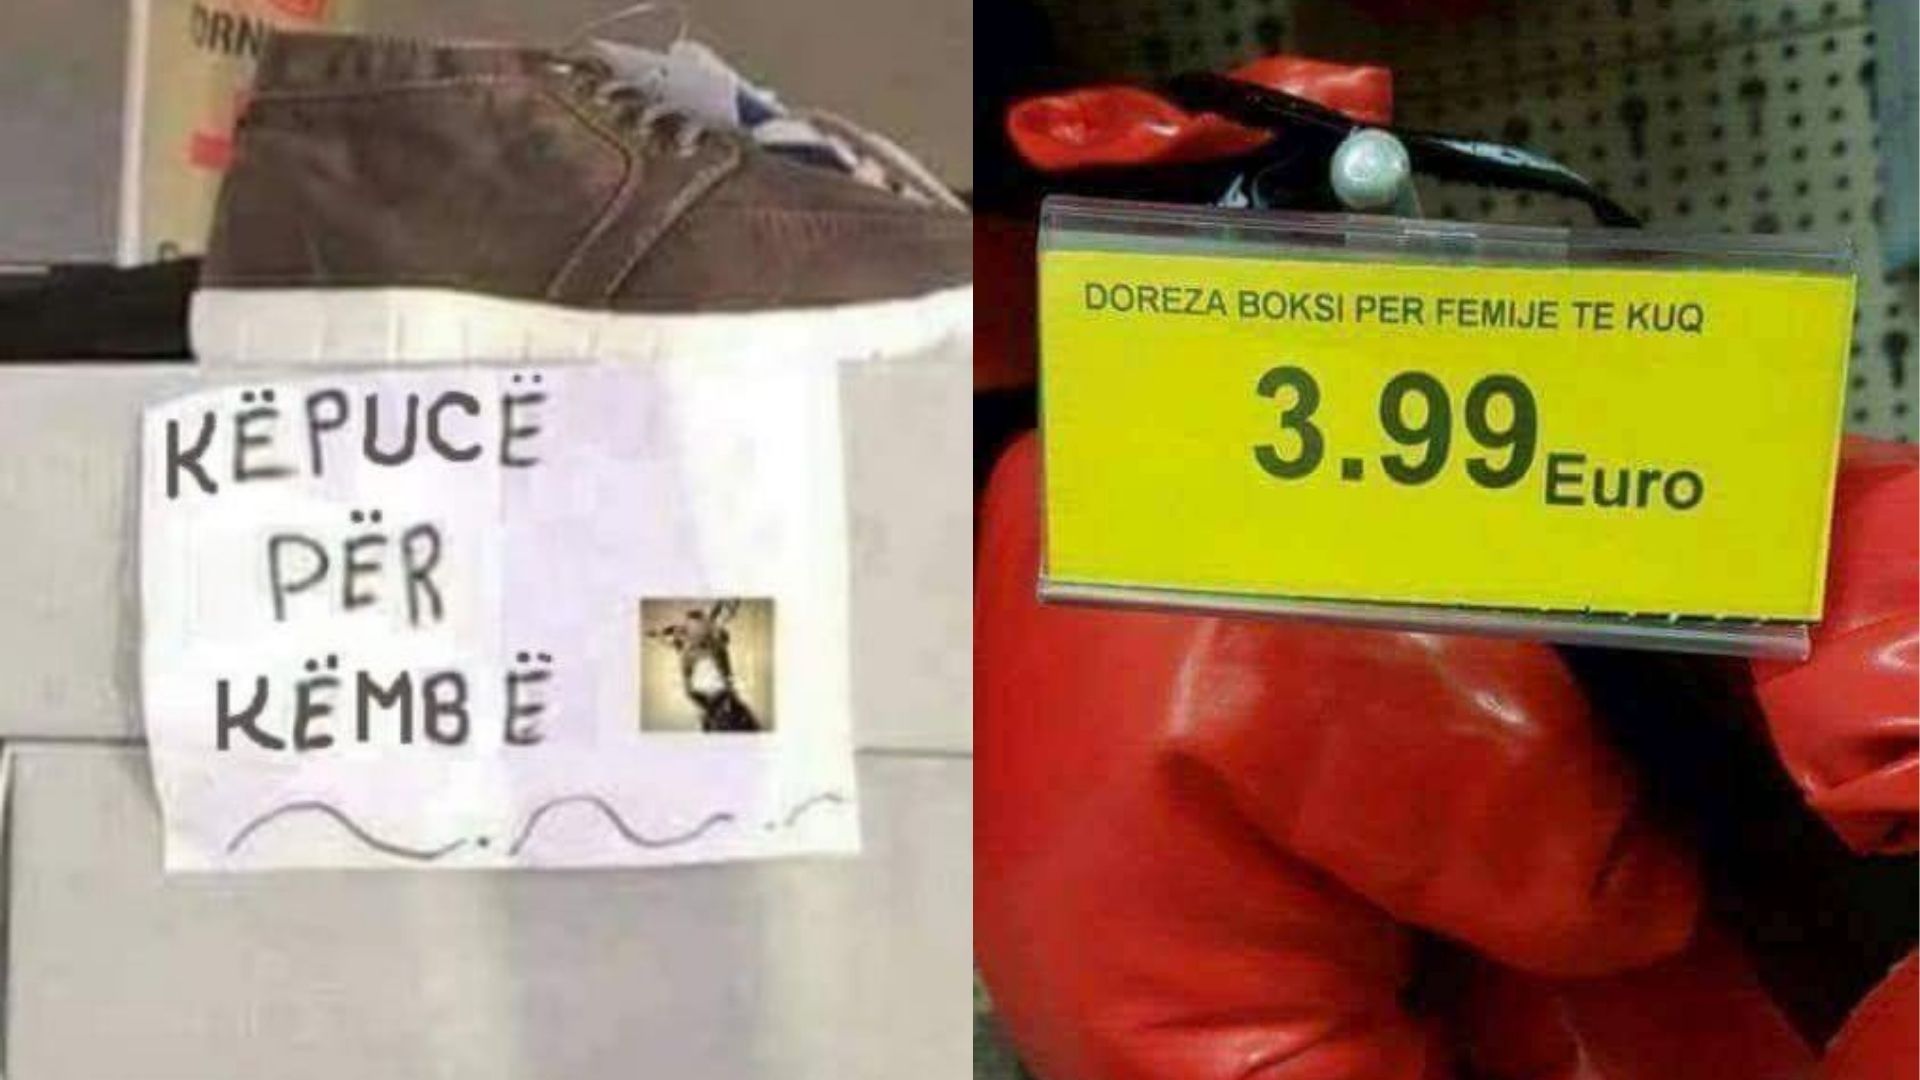 KËPUCË
PËR
KËMBË
DOREZA BOKSI PER FEMIJE TE KUQ
3.99 Euro